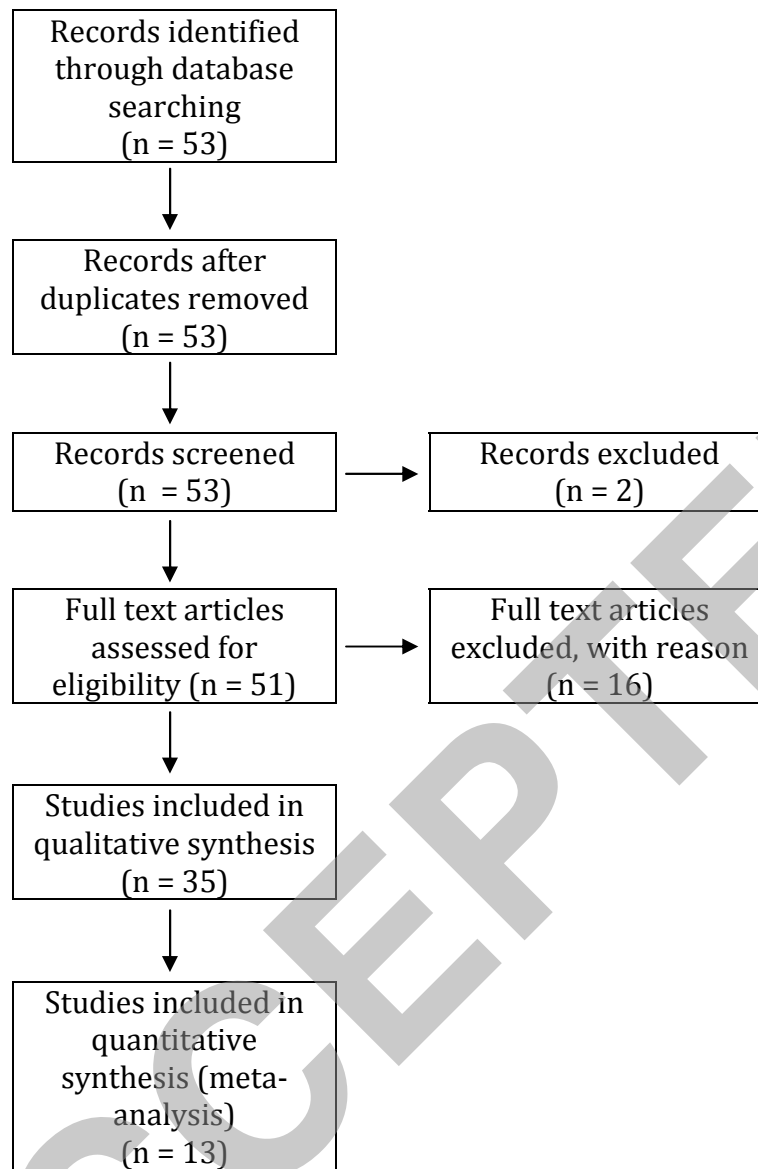 Records identified
through database
searching
(n = 53)
Records after
duplicates removed
(n = 53)
Records screened
(n  = 53)
Records excluded
(n = 2)
Full text articles
assessed for
eligibility (n = 51)
Full text articles
excluded, with reason
(n = 16)
Studies included in
qualitative synthesis
(n = 35)
Studies included in
quantitative
synthesis (meta-
analysis)
(n = 13)
CCEPTE